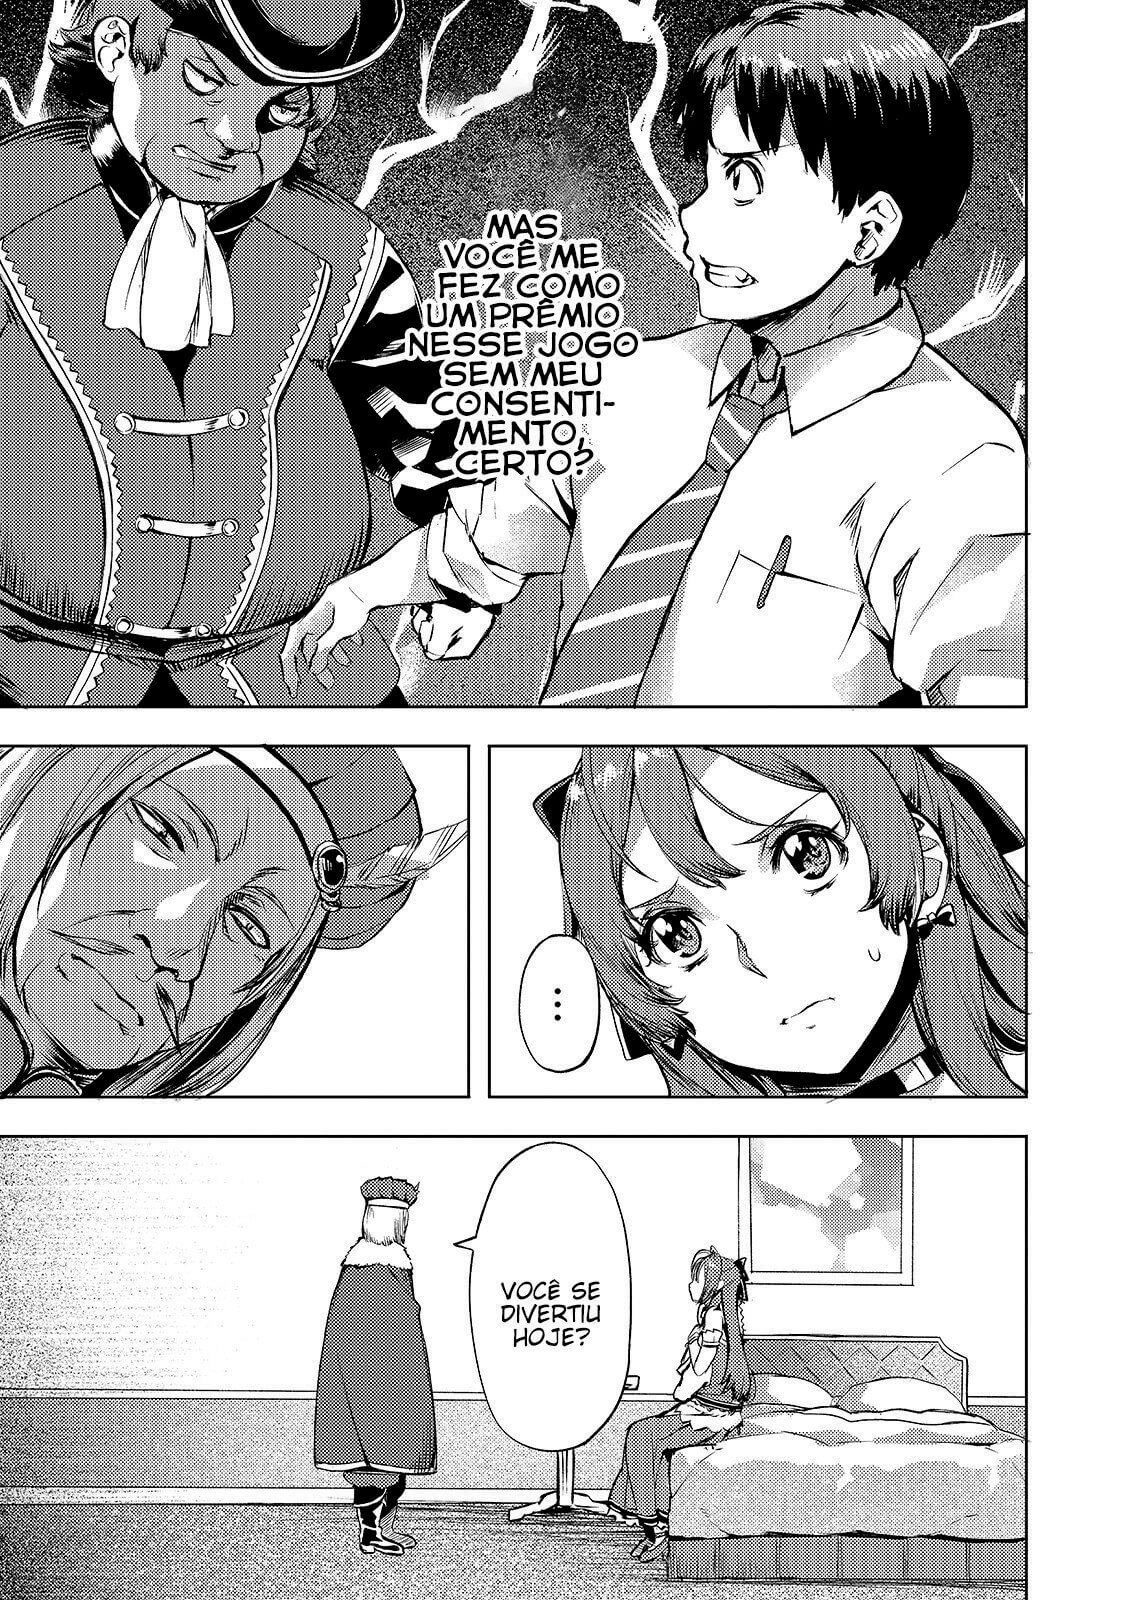 MAS
VOCÊ ME
FEZ COMO
UM PRÊMIO
NESSE JOGO
SEM MEU
CONSENTI-
MENTO,
CERTO?
...
VOCÊ SE
DIVERTIU
HOJE?